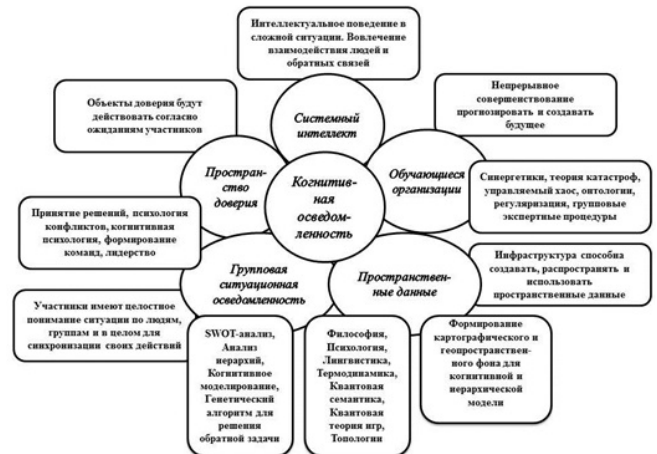 Интеллектуальное поведение в
сложной ситуации. Вовлечение
взаимодействия людей и
обратных связей
Объекты доверия будут
действовать согласно
ожиданиям участников
Непрерывное
совершенствование
прогнозировать и создавать
будущее
Системный
интеллект
Простран-
ство
доверия
Обучающиеся
организации
Когнитив-
ная
осведом-
ленность
Синергетики, теория катастроф,
управляемый хаос, онтологии,
регуляризация, групповые
экспертные процедуры
Принятие решений, психология
конфликтов, когнитивная
психология, формирование
команд, лидерство
Групповая
ситуационная
осведомленность
Пространствен-
ные данные
Инфраструктура способна
создавать, распространять и
использовать
пространственные данные
Участники имеют целостное
понимание ситуации по людям,
группам и в целом для
синхронизации своих действий
SWOT-анализ,
Анализ
иерархий,
Когнитивное
моделирование,
Генетический
алгоритм для
решения
обратной задачи
Философия,
Психология,
Лингвистика,
Термодинамика,
Квантовая
семантика,
Квантовая
теория игр,
Топологии
Формирование
картографического и
геопространствен-
ного фона для
когнитивной и
иерархической
модели